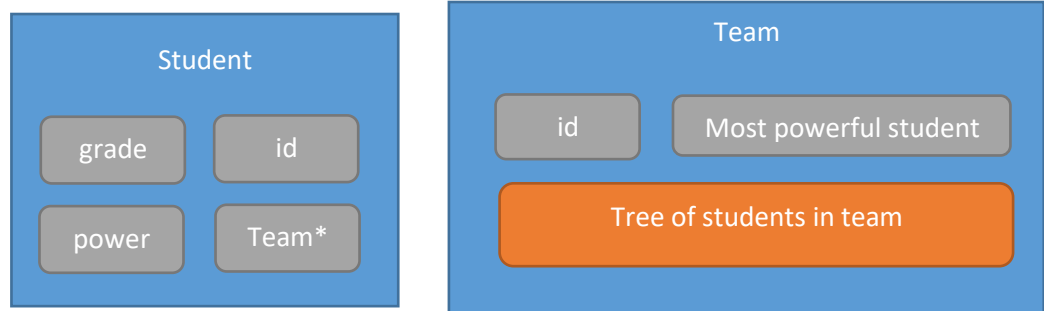 Student
grade
id
power
Team*
Team
id
Most powerful student
Tree of students in team